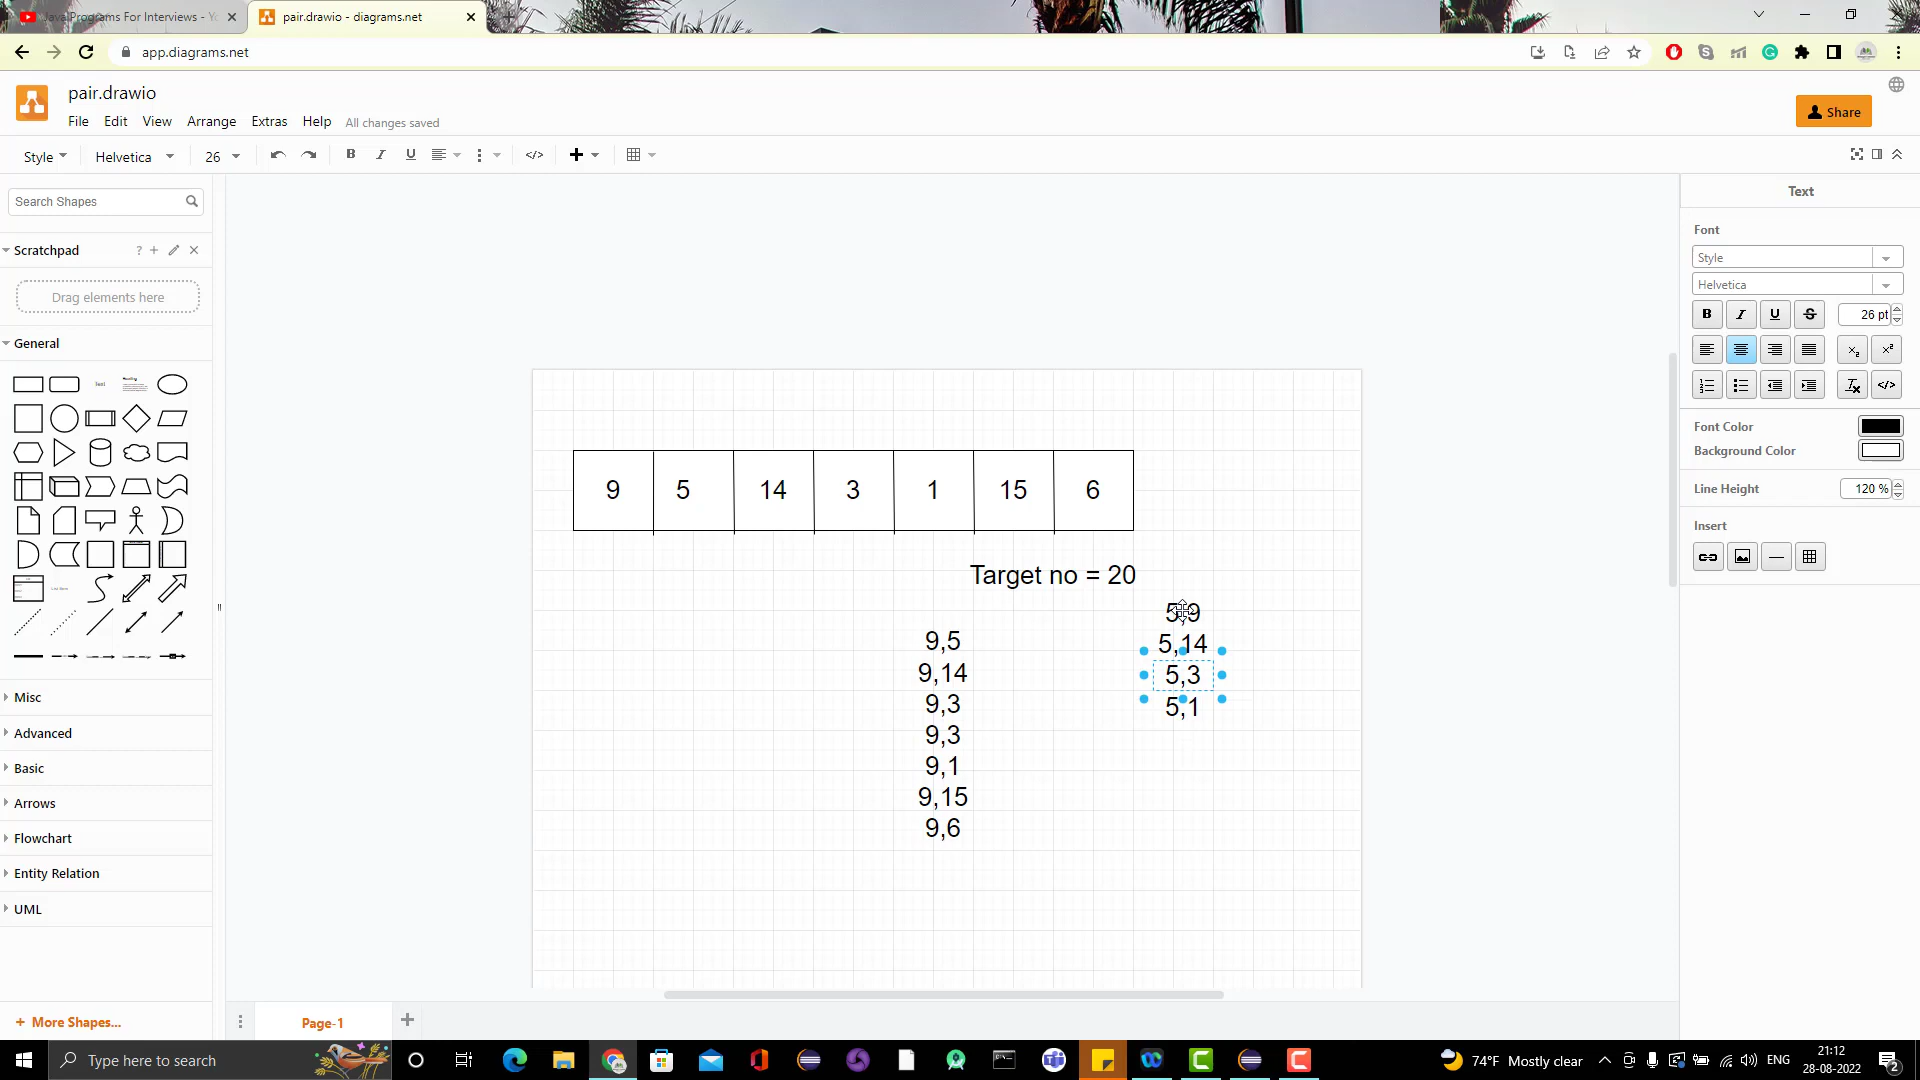 Java Programs For Interviews - Yo
pair.drawio - diagrams.net
app.diagrams.net
pair.drawio
File Edit View Arrange Extras Help All changes saved
Share
Style Helvetica 26 B I U
Search Shapes
Text
Scratchpad ?
Font
Style
Drag elements here
Helvetica
B I U S 26 pt
General
Text
Heading
Font Color
Background Color
Line Height 120 %
Insert
9 5 14 3 1 15 6
Target no = 20
9,5
9,14
9,3
9,3
9,1
9,15
9,6
5,9
5,14
5,3
5,1
Misc
Advanced
Basic
Arrows
Flowchart
Entity Relation
UML
+ More Shapes...
Page-1
Type here to search
74°F Mostly clear
ENG
21:12
28-08-2022
2